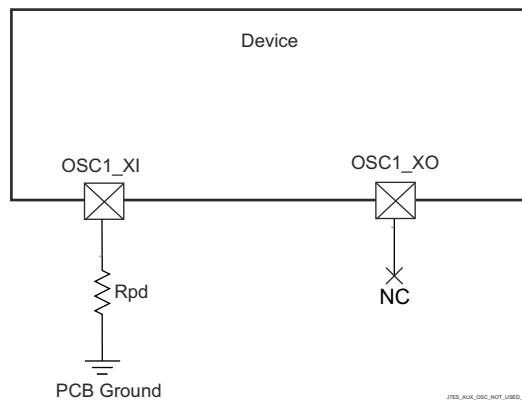 Device
OSC1_XI
OSC1_XO
Rpd
NC
PCB Ground
J7ES_AUX_OSC_NOT_USED_